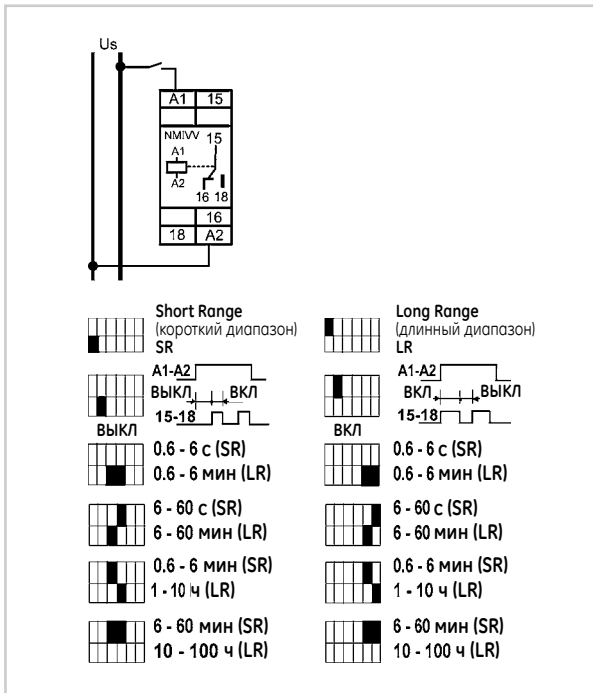 Us
A1 15
NMIVV 15
A1
A2
16 18
16
18 A2
Short Range
(короткий диапазон)
SR
A1-A2
ВЫКЛ ВКЛ
15-18
ВЫКЛ
0.6 - 6 с (SR)
0.6 - 6 мин (LR)
6 - 60 с (SR)
6 - 60 мин (LR)
0.6 - 6 мин (SR)
1 - 10 ч (LR)
6 - 60 мин (SR)
10 - 100 ч (LR)
Long Range
(длинный диапазон)
LR
A1-A2
ВКЛ ВЫКЛ
15-18
ВКЛ
0.6 - 6 с (SR)
0.6 - 6 мин (LR)
6 - 60 с (SR)
6 - 60 мин (LR)
0.6 - 6 мин (SR)
1 - 10 ч (LR)
6 - 60 мин (SR)
10 - 100 ч (LR)